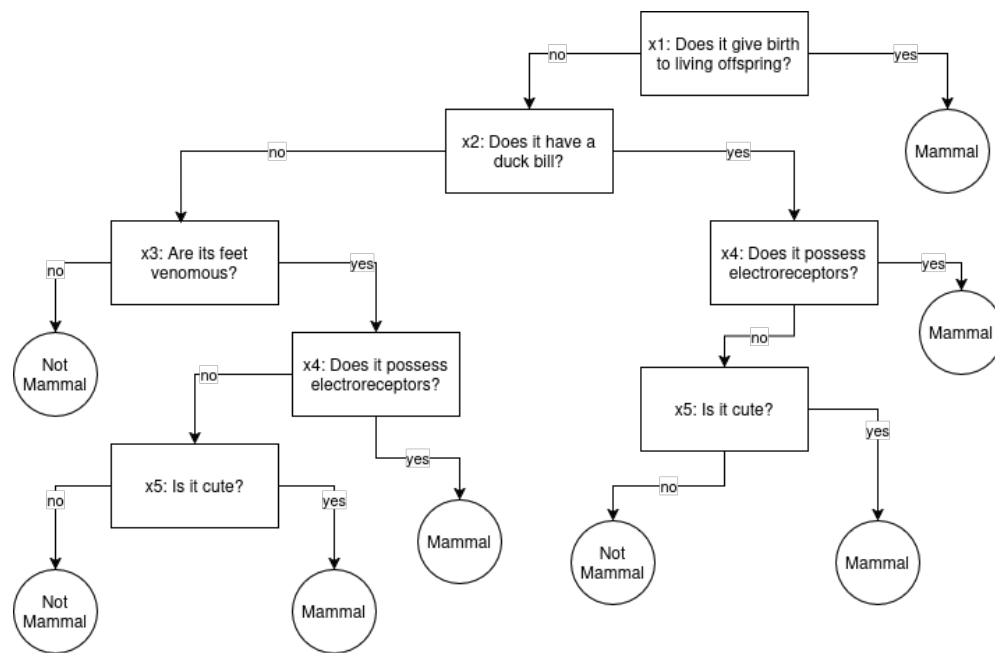 x1: Does it give birth
to living offspring?
no
yes
x2: Does it have a
duck bill?
Mammal
no
yes
x3: Are its feet
venomous?
x4: Does it possess
electroreceptors?
no
yes
yes
Not
Mammal
x4: Does it possess
electroreceptors?
Mammal
no
no
x5: Is it cute?
yes
yes
x5: Is it cute?
no
yes
no
Mammal
Not
Mammal
Mammal
Not
Mammal
Mammal